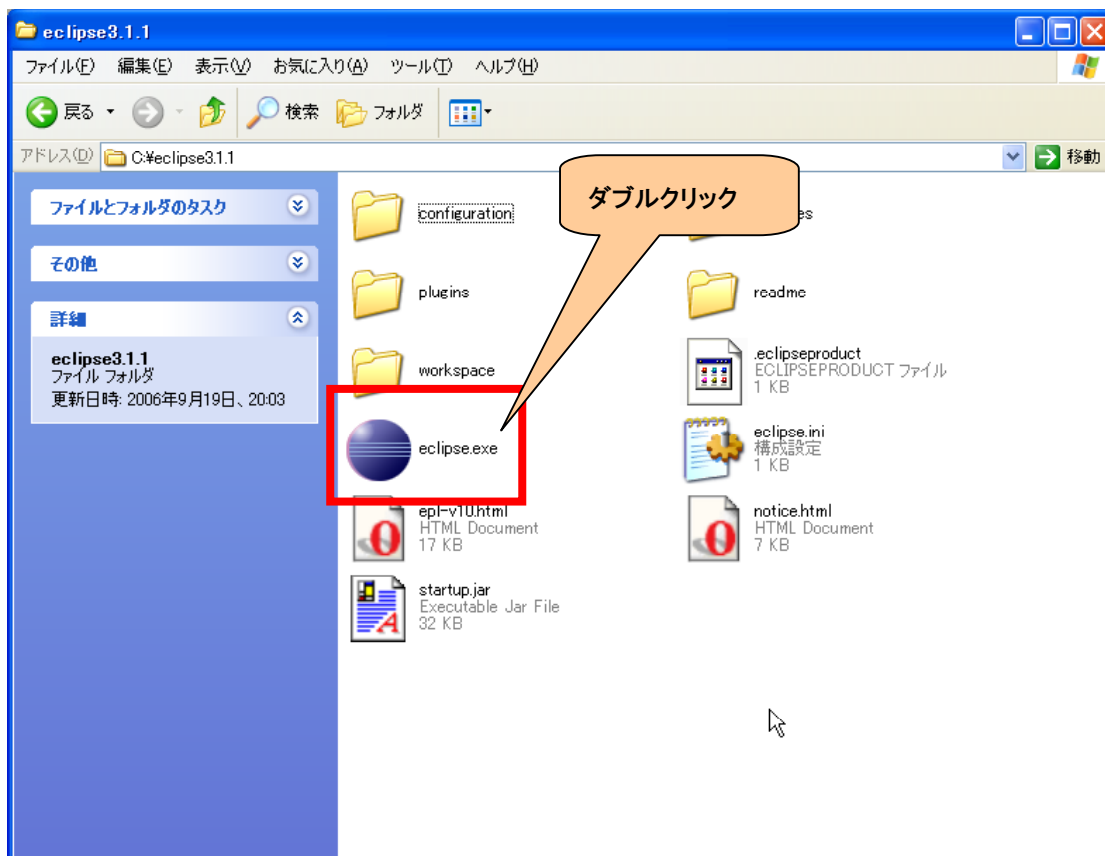 eclipse3.1.1
ファイル(F) 編集(E) 表示(V) お気に入り(A) ツール(T) ヘルプ(H)
戻る 検索 フォルダ
アドレス(D) C:¥eclipse3.1.1 移動
ファイルとフォルダのタスク
その他
詳細
eclipse3.1.1
ファイル フォルダ
更新日時: 2006年9月19日、20:03
ダブルクリック
configuration
es
plugins
readme
workspace
.eclipseproduct
ECLIPSEPRODUCT ファイル
1 KB
eclipse.exe
eclipse.ini
構成設定
1 KB
epl-v10.html
HTML Document
17 KB
notice.html
HTML Document
7 KB
startup.jar
Executable Jar File
32 KB